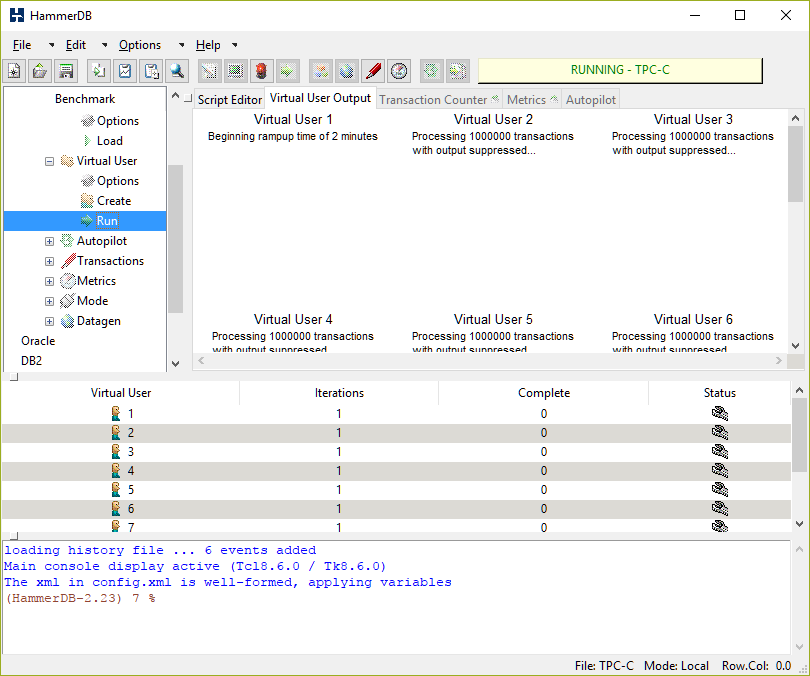 HammerDB
File Edit Options Help
RUNNING - TPC-C
Benchmark
Options
Load
Virtual User
Options
Create
Run
Autopilot
Transactions
Metrics
Mode
Datagen
Oracle
DB2
Script Editor Virtual User Output Transaction Counter Metrics Autopilot
Virtual User 1 Virtual User 2 Virtual User 3
Beginning rampup time of 2 minutes Processing 1000000 transactions Processing 1000000 transactions
with output suppressed... with output suppressed...
Virtual User 4 Virtual User 5 Virtual User 6
Processing 1000000 transactions Processing 1000000 transactions Processing 1000000 transactions
with output suppressed with output suppressed with output suppressed
Virtual User Iterations Complete Status
1 1 0
2 1 0
3 1 0
4 1 0
5 1 0
6 1 0
7 1 0
loading history file ... 6 events added
Main console display active (Tcl8.6.0 / Tk8.6.0)
The xml in config.xml is well-formed, applying variables
(HammerDB-2.23) 7 %
File: TPC-C Mode: Local Row.Col: 0.0